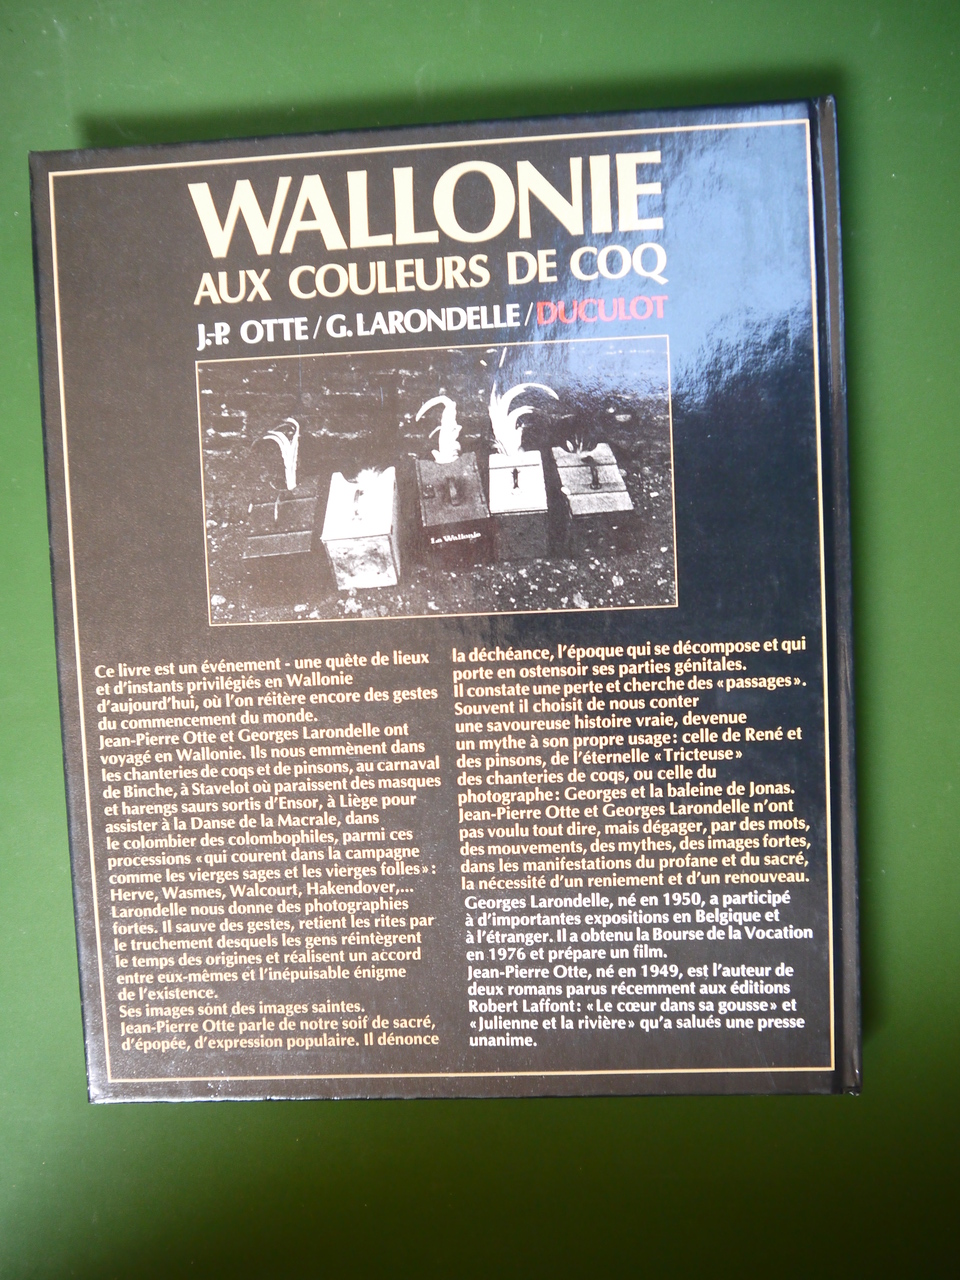 WALLONIE
AUX COULEURS DE COQ
J.-P. OTTE / G. LARONDELLE / DUCULOT
La Wallonie
Ce livre est un événement - une quète de lieux
et d'instants privilégiés en Wallonie
d'aujourd'hui, où l'on réitère encore des gestes
du commencement du monde.
Jean-Pierre Otte et Georges Larondelle ont
voyagé en Wallonie. Ils nous emmènent dans
les chanteries de coqs et de pinsons, au carnaval
de Binche, à Stavelot où paraissent des masques
et harengs saurs sortis d'Ensor, à Liège pour
assister à la Danse de la Macrale, dans
le colombier des colombophiles, parmi ces
processions «qui courent dans la campagne
comme les vierges sages et les vierges folles»:
Herve, Wasmes, Walcourt, Hakendover,...
Larondelle nous donne des photographies
fortes. Il sauve des gestes, retient les rites par
le truchement desquels les gens réintègrent
le temps des origines et réalisent un accord
entre eux-mêmes et l'inépuisable énigme
de l'existence.
Ses images sont des images saintes.
Jean-Pierre Otte parle de notre soif de sacré,
d'épopée, d'expression populaire. Il dénonce
la déchéance, l'époque qui se décompose et qui
porte en ostensoir ses parties génitales.
Il constate une perte et cherche des «passages».
Souvent il choisit de nous conter
une savoureuse histoire vraie, devenue
un mythe à son propre usage: celle de René et
des pinsons, de l'éternelle «Tricteuse»
des chanteries de coqs, ou celle du
photographe: Georges et la baleine de Jonas.
Jean-Pierre Otte et Georges Larondelle n'ont
pas voulu tout dire, mais dégager, par des mots,
des mouvements, des mythes, des images fortes,
dans les manifestations du profane et du sacré,
la nécessité d'un reniement et d'un renouveau.
Georges Larondelle, né en 1950, a participé
à d'importantes expositions en Belgique et
à l'étranger. Il a obtenu la Bourse de la Vocation
en 1976 et prépare un film.
Jean-Pierre Otte, né en 1949, est l'auteur de
deux romans parus récemment aux éditions
Robert Laffont: «Le cœur dans sa gousse» et
«Julienne et la rivière» qu'a salués une presse
unanime.